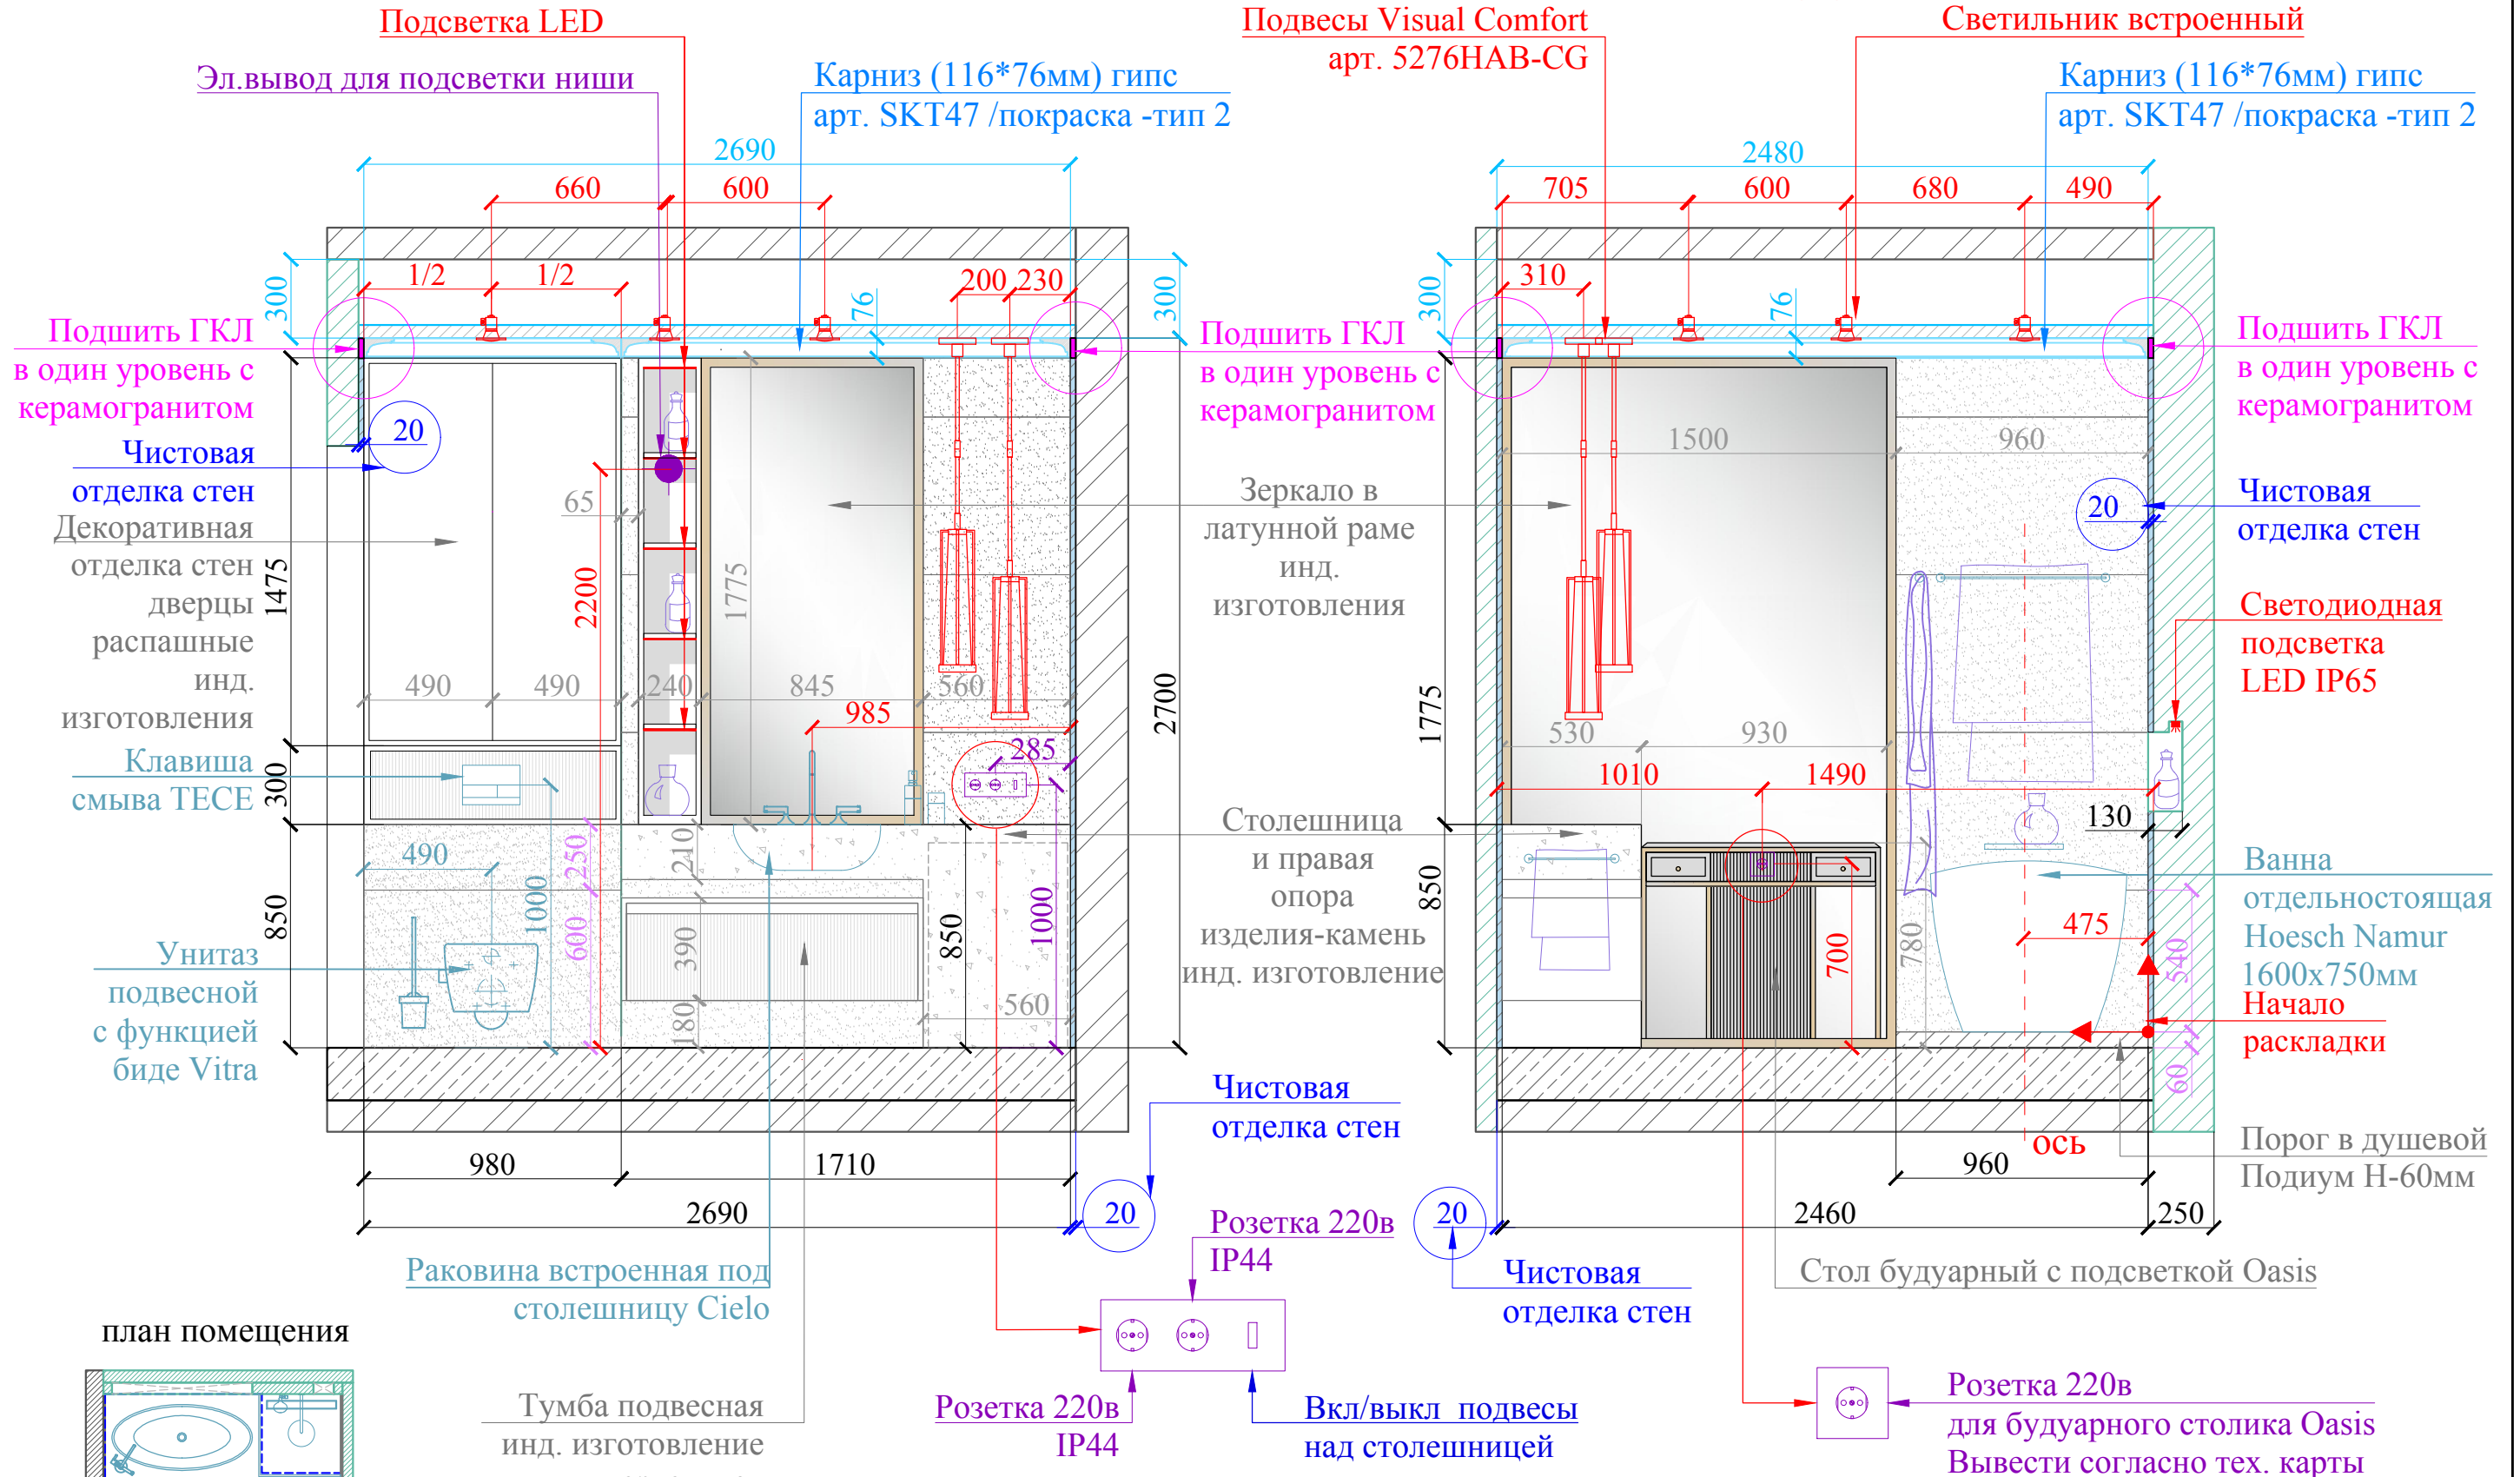 Подсветка LED
Эл.вывод для подсветки ниши
Карниз (116*76мм) гипс
арт. SKT47 /покраска -тип 2
Подвесы Visual Comfort
арт. 5276HAB-CG
Светильник встроенный
Карниз (116*76мм) гипс
арт. SKT47 /покраска -тип 2
2690
660
600
1/2
1/2
200
230
300
76
300
2480
705
600
680
490
310
300
76
Подшить ГКЛ
в один уровень с
керамогранитом
20
Чистовая
отделка стен
Декоративная
отделка стен
дверцы
распашные
инд.
изготовления
1475
Клавиша
смыва TECE
300
850
Унитаз
подвесной
с функцией
биде Vitra
65
2200
1775
490
490
240
845
560
985
285
490
250
1000
600
210
390
180
850
1000
560
2700
980
1710
2690
20
Подшить ГКЛ
в один уровень с
керамогранитом
Зеркало в
латунной раме
инд.
изготовления
Столешница
и правая
опора
изделия-камень
инд. изготовление
Чистовая
отделка стен
1500
960
20
1775
530
930
1010
1490
130
850
700
780
475
540
60
ось
960
2460
250
20
Подшить ГКЛ
в один уровень с
керамогранитом
Чистовая
отделка стен
Светодиодная
подсветка
LED IP65
Ванна
отдельностоящая
Hoesch Namur
1600х750мм
Начало
раскладки
Порог в душевой
Подиум Н-60мм
Раковина встроенная под
столешницу Cielo
Розетка 220в
IP44
Чистовая
отделка стен
Стол будуарный с подсветкой Oasis
план помещения
Тумба подвесная
инд. изготовление
Розетка 220в
IP44
Вкл/выкл подвесы
над столешницей
Розетка 220в
для будуарного столика Oasis
Вывести согласно тех. карты